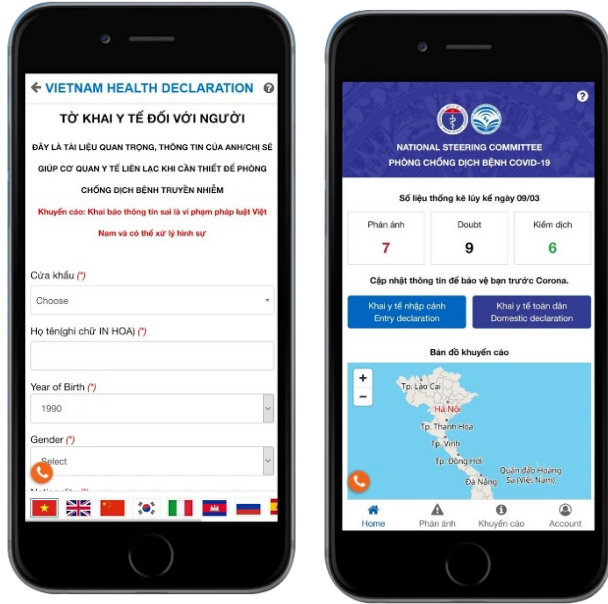 VIETNAM HEALTH DECLARATION
TỜ KHAI Y TẾ ĐỐI VỚI NGƯỜI
ĐÂY LÀ TÀI LIỆU QUAN TRỌNG, THÔNG TIN CỦA ANH/CHỊ SẼ
GIÚP CƠ QUAN Y TẾ LIÊN LẠC KHI CẦN THIẾT ĐỂ PHÒNG
CHỐNG DỊCH BỆNH TRUYỀN NHIỄM
Khuyến cáo: Khai báo thông tin sai là vi phạm pháp luật Việt
Nam và có thể xử lý hình sự
Cửa khẩu (*)
Choose
Họ tên(ghi chữ IN HOA) (*)
Year of Birth (*)
1990
Gender (*)
Select
NATIONAL STEERING COMMITTEE
PHÒNG CHỐNG DỊCH BỆNH COVID-19
Số liệu thống kê lũy kế ngày 09/03
Phản ánh
7
Doubt
9
Kiểm dịch
6
Cập nhật thông tin để bảo vệ bạn trước Corona.
Khai y tế nhập cảnh
Entry declaration
Khai y tế toàn dân
Domestic declaration
Bản đồ khuyến cáo
+
−
Tp. Lào Cai
Hà Nội
Tp. Thanh Hóa
Tp. Vinh
Tp. Đồng Hới
Đà Nẵng
Quần đảo Hoàng
Sa (Việt Nam)
Home
Phản ánh
Khuyến cáo
Account